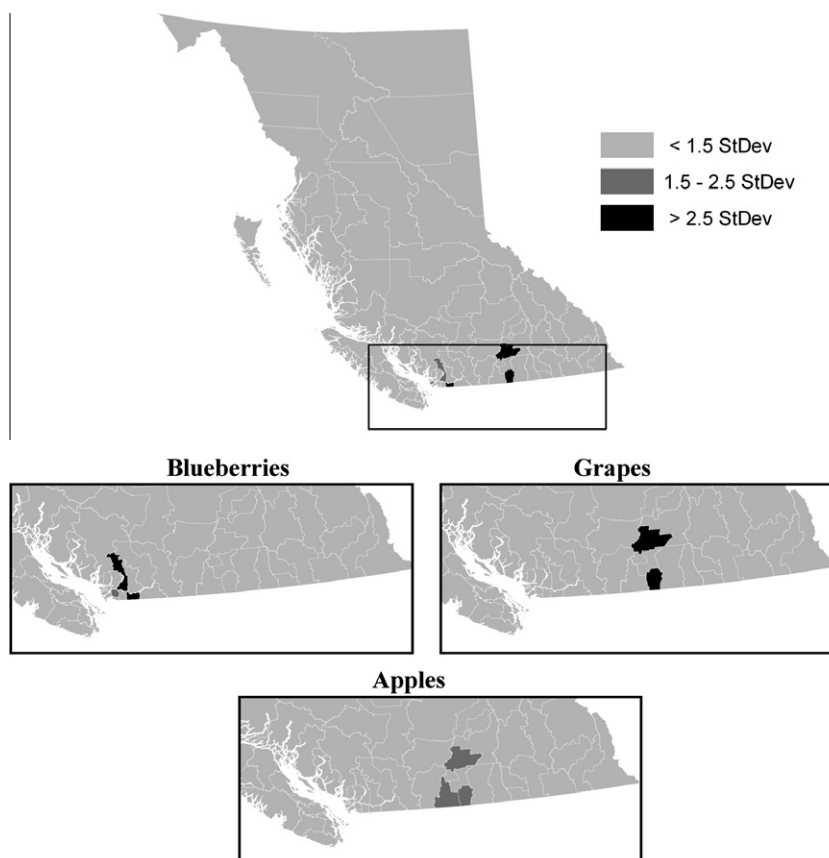 < 1.5 StDev
1.5 - 2.5 StDev
> 2.5 StDev
Blueberries
Grapes
Apples